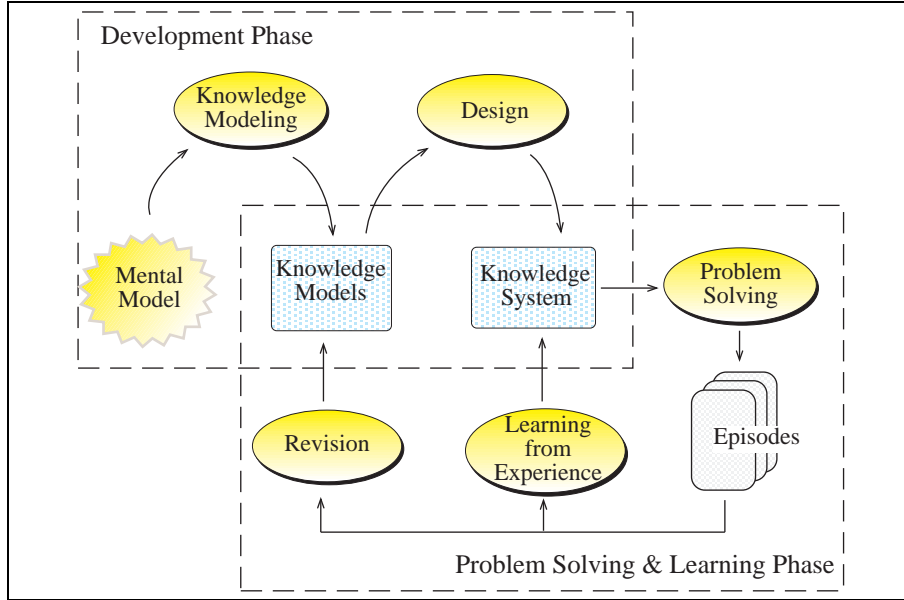 Development Phase
Knowledge
Modeling
Design
Mental
Model
Knowledge
Models
Knowledge
System
Problem
Solving
Revision
Learning
from
Experience
Episodes
Problem Solving & Learning Phase